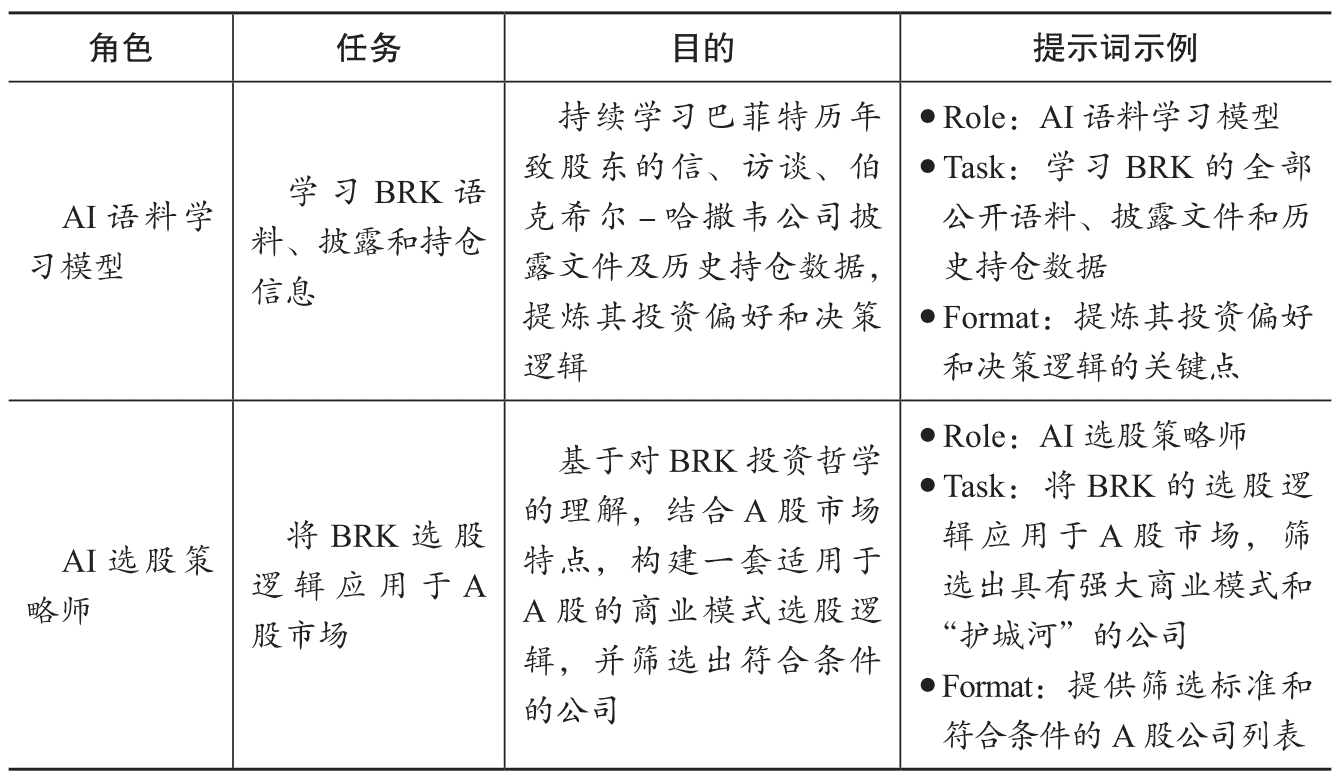 角色 任务 目的 提示词示例
AI 语料学
习模型
学习 BRK 语
料、披露和持仓
信息
持续学习巴菲特历年
致股东的信、访谈、伯
克希尔–哈撒韦公司披
露文件及历史持仓数据，
提炼其投资偏好和决策
逻辑
●Role：AI 语料学习模型
●Task：学习 BRK 的全部
公开语料、披露文件和历
史持仓数据
●Format：提炼其投资偏好
和决策逻辑的关键点
AI 选股策
略师
将 BRK 选股
逻辑应用于 A
股市场
基于对 BRK 投资哲学
的理解，结合 A 股市场
特点，构建一套适用于
A 股的商业模式选股逻
辑，并筛选出符合条件
的公司
●Role：AI 选股策略师
●Task：将 BRK 的选股逻
辑应用于 A 股市场，筛
选出具有强大商业模式和
“护城河”的公司
●Format：提供筛选标准和
符合条件的 A 股公司列表